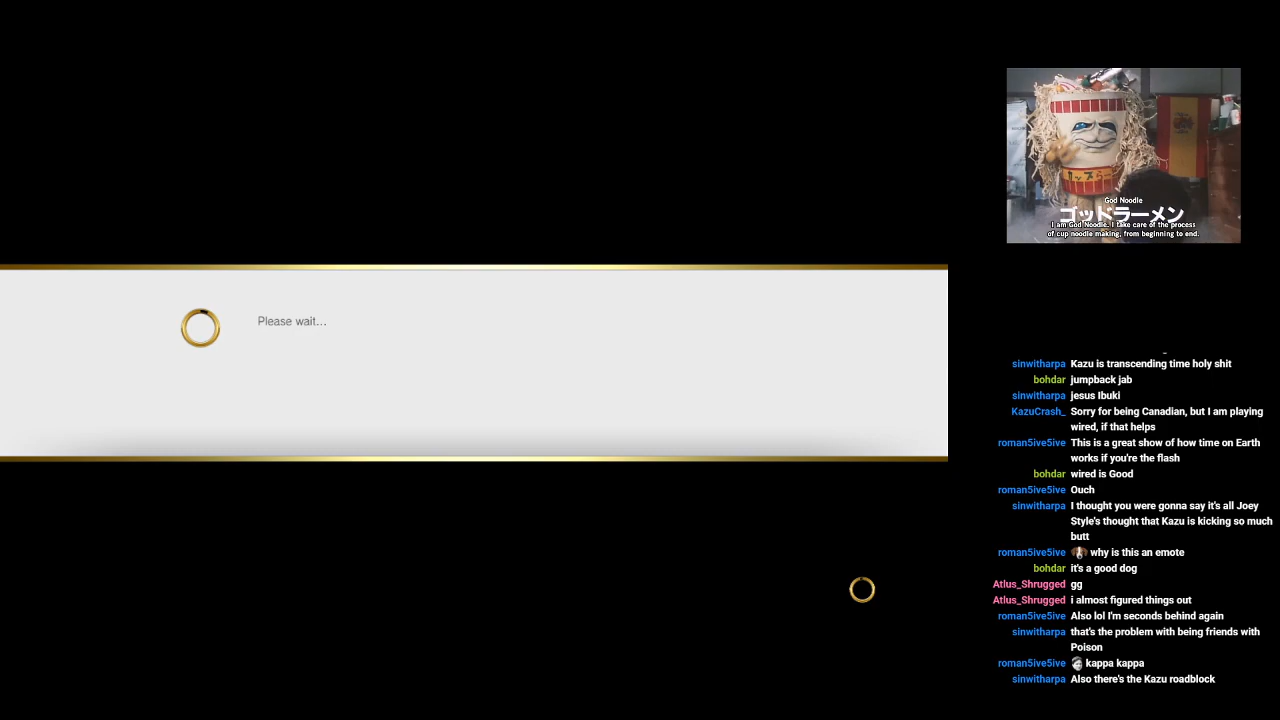 God Noodle
ゴッドラーメン
I am God Noodle. I take care of the process
of cup noodle making, from beginning to end.
Please wait...
sinwitharpa Kazu is transcending time holy shit
bohdar jumpback jab
sinwitharpa jesus Ibuki
KazuCrash_ Sorry for being Canadian, but I am playing
wired, if that helps
roman5ive5ive This is a great show of how time on Earth
works if you're the flash
bohdar wired is Good
roman5ive5ive Ouch
sinwitharpa I thought you were gonna say it's all Joey
Style's thought that Kazu is kicking so much
butt
roman5ive5ive why is this an emote
bohdar it's a good dog
Atlus_Shrugged gg
Atlus_Shrugged i almost figured things out
roman5ive5ive Also lol I'm seconds behind again
sinwitharpa that's the problem with being friends with
Poison
roman5ive5ive kappa kappa
sinwitharpa Also there's the Kazu roadblock